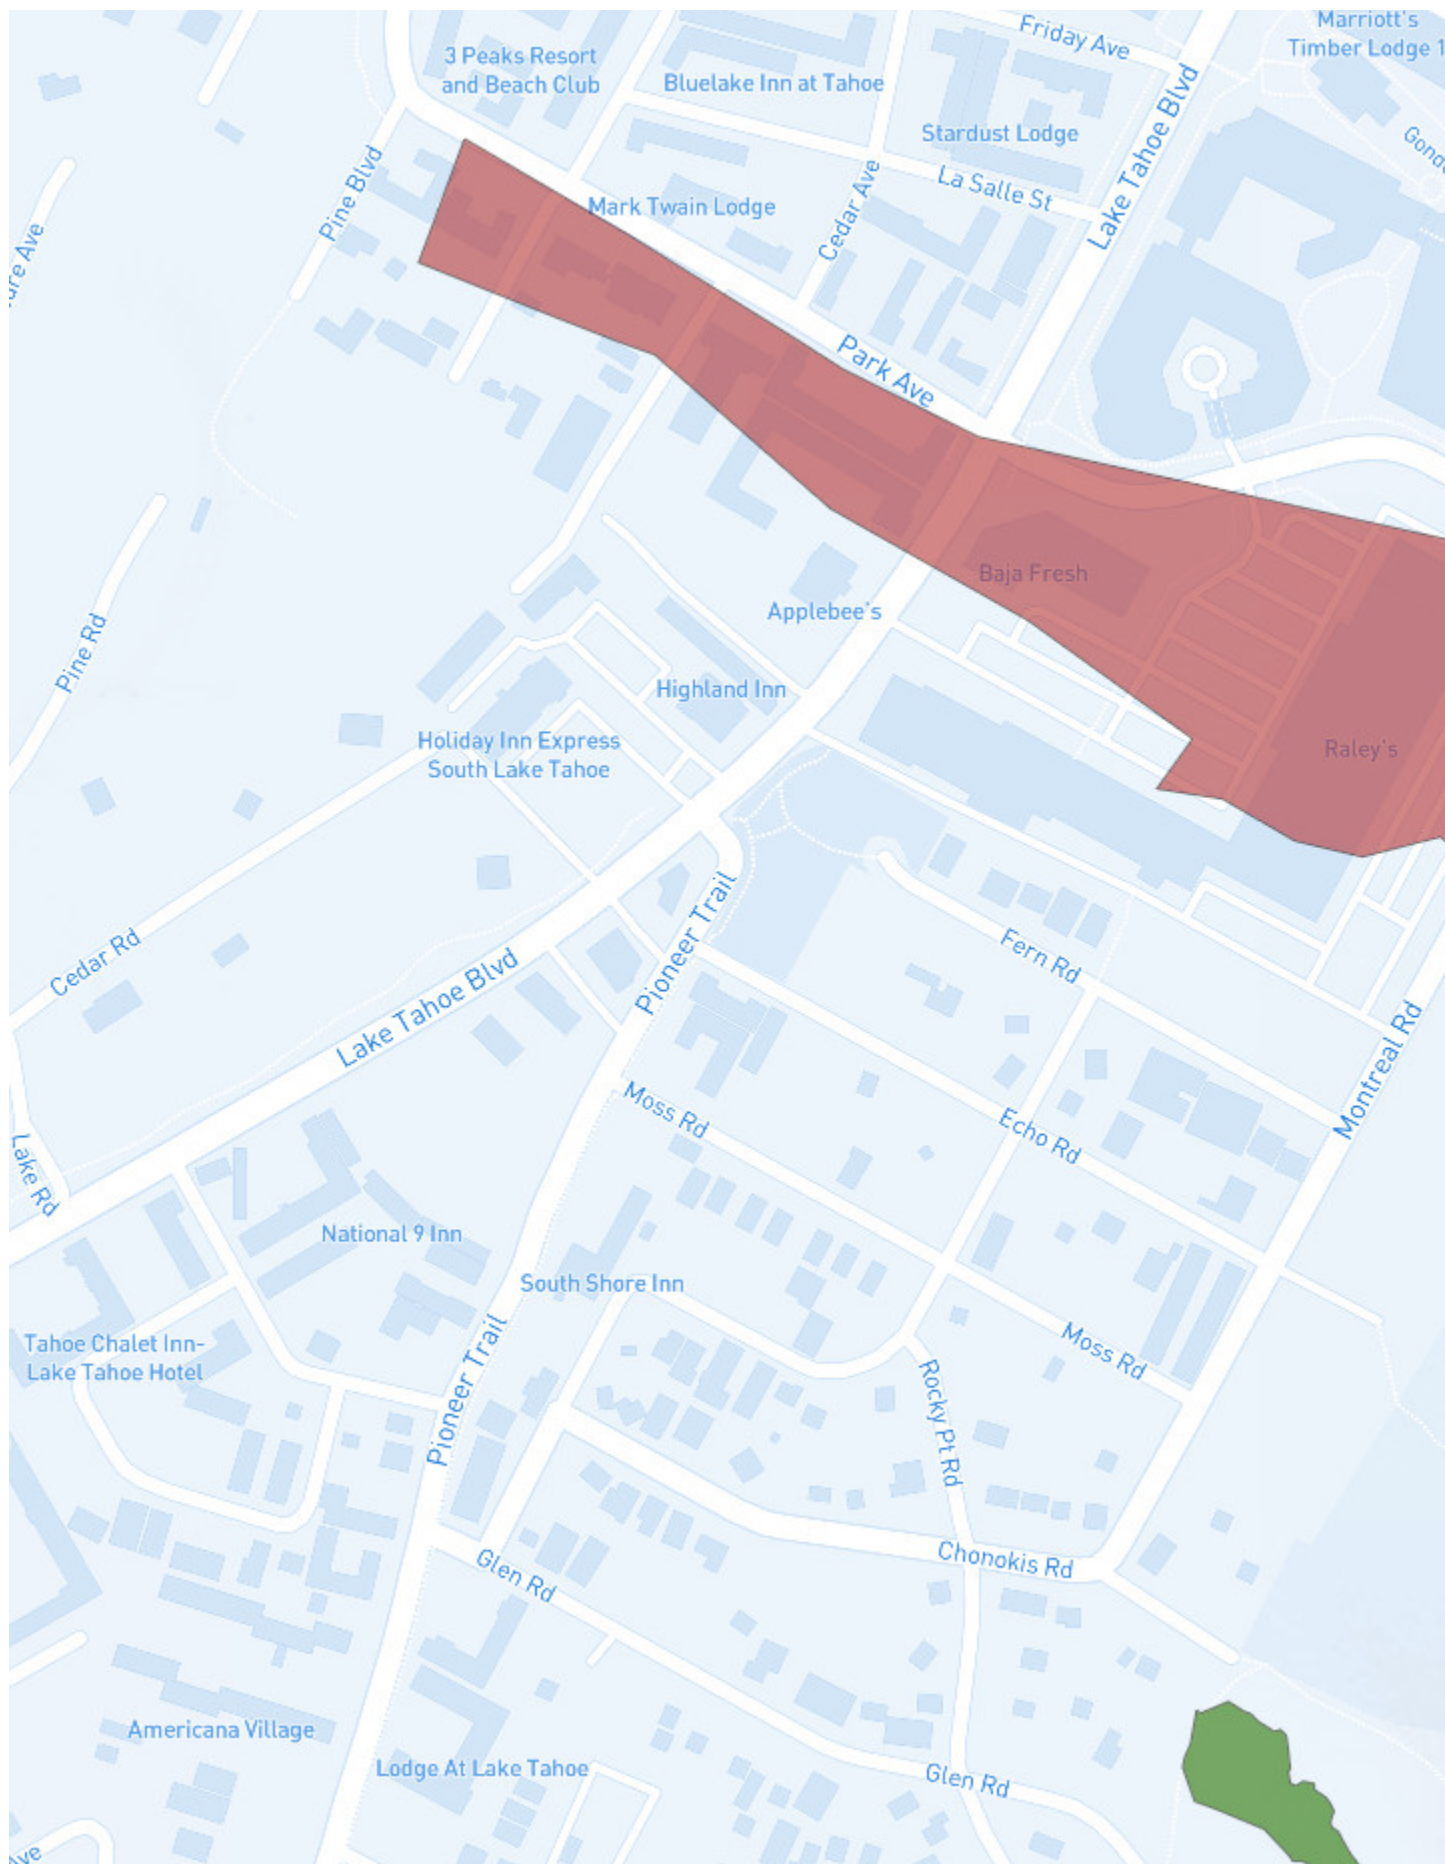 Marriott's
Timber Lodge 1
Friday Ave
3 Peaks Resort
and Beach Club
Bluelake Inn at Tahoe
Stardust Lodge
Lake Tahoe Blvd
Pine Blvd
La Salle St
Mark Twain Lodge
Cedar Ave
Park Ave
Baja Fresh
Applebee's
Pine Rd
Highland Inn
Holiday Inn Express
South Lake Tahoe
Raley's
Pioneer Trail
Cedar Rd
Fern Rd
Lake Tahoe Blvd
Montreal Rd
Moss Rd
Echo Rd
Lake Rd
National 9 Inn
South Shore Inn
Tahoe Chalet Inn-
Lake Tahoe Hotel
Moss Rd
Pioneer Trail
Rocky Pt Rd
Chonokis Rd
Glen Rd
Americana Village
Lodge At Lake Tahoe
Glen Rd